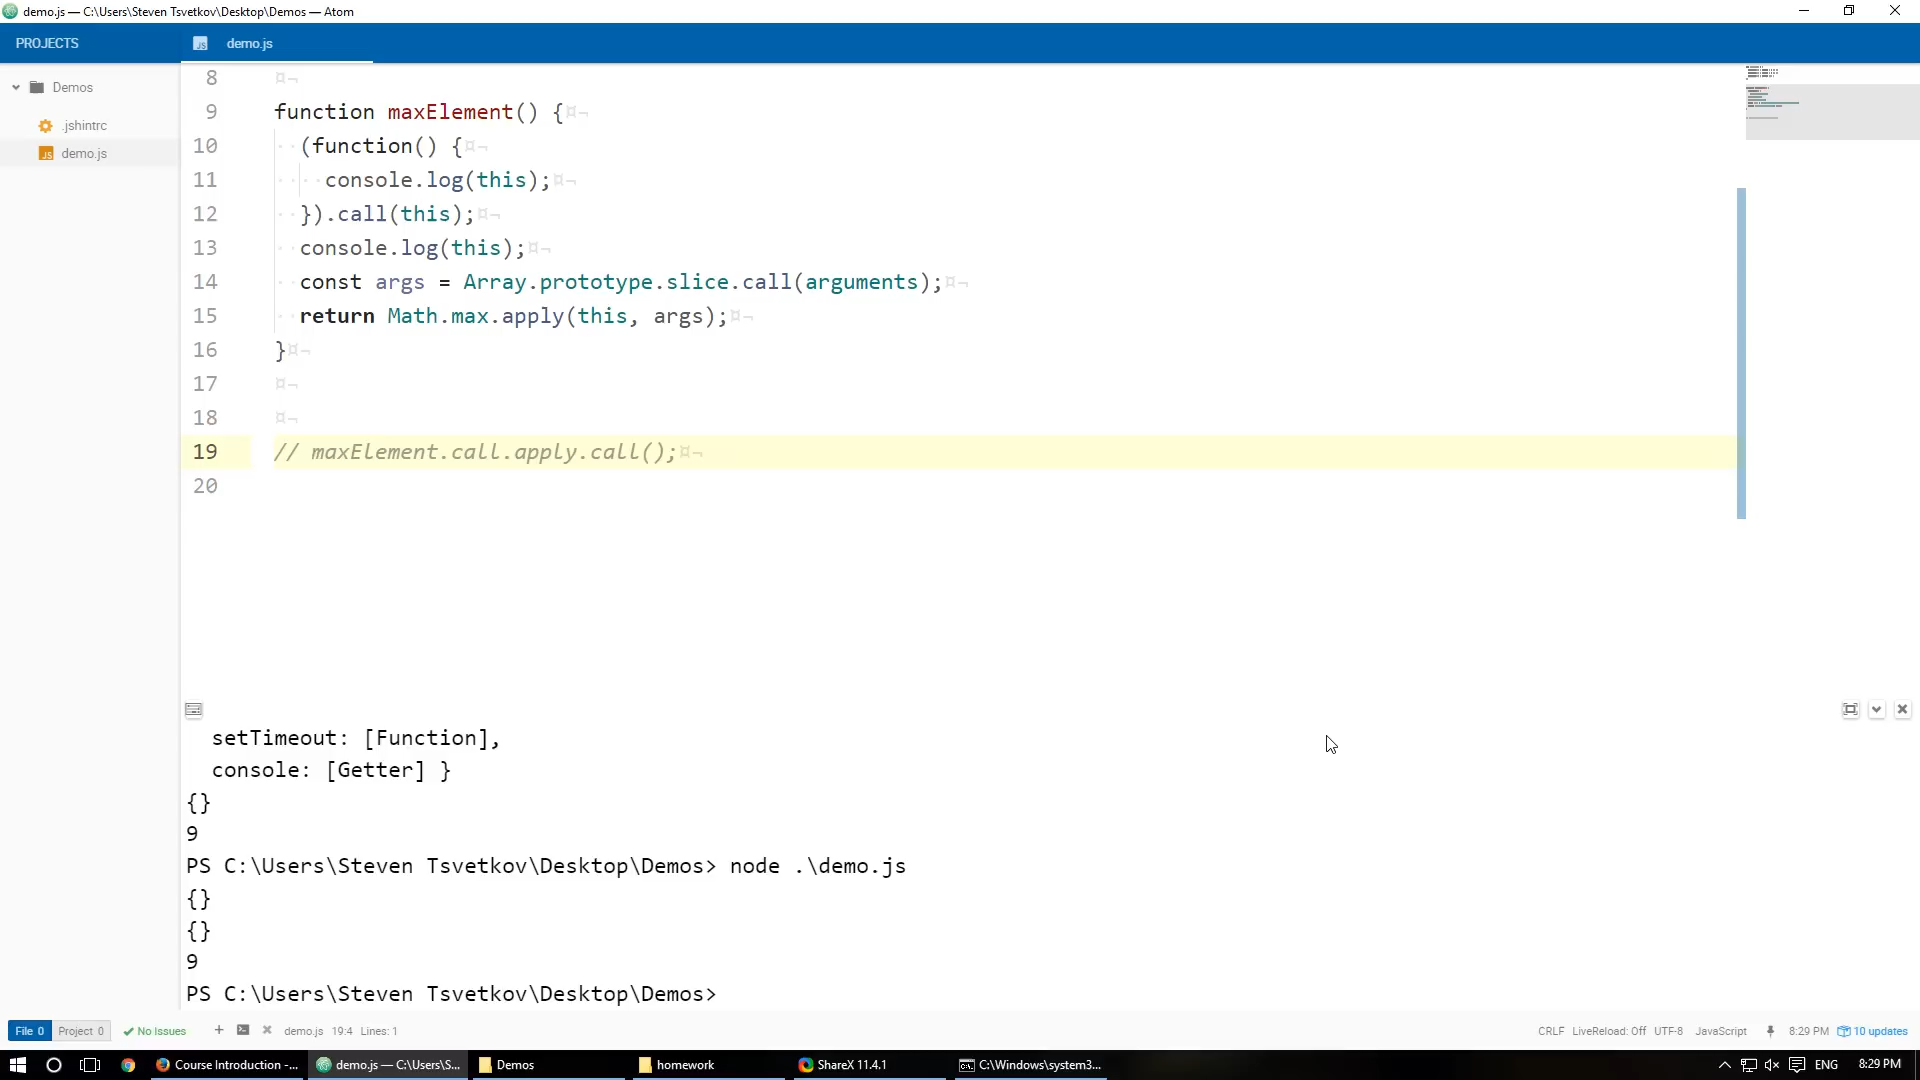 demo.js — C:\Users\Steven Tsvetkov\Desktop\Demos — Atom
PROJECTS
demo.js
Demos
.jshintrc
demo.js
8
9 function maxElement() {
10 (function() {
11 console.log(this);
12 }).call(this);
13 console.log(this);
14 const args = Array.prototype.slice.call(arguments);
15 return Math.max.apply(this, args);
16 }
17
18
19 // maxElement.call.apply.call();
20
setTimeout: [Function],
console: [Getter] }
{}
9
PS C:\Users\Steven Tsvetkov\Desktop\Demos> node .\demo.js
{}
{}
9
PS C:\Users\Steven Tsvetkov\Desktop\Demos>
File 0 Project 0 No Issues demo.js 19:4 Lines: 1 CRLF LiveReload: Off UTF-8 JavaScript 8:29 PM 10 updates
Course Introduction -... demo.js — C:\Users\S... Demos homework ShareX 11.4.1 C:\Windows\system3... ENG 8:29 PM